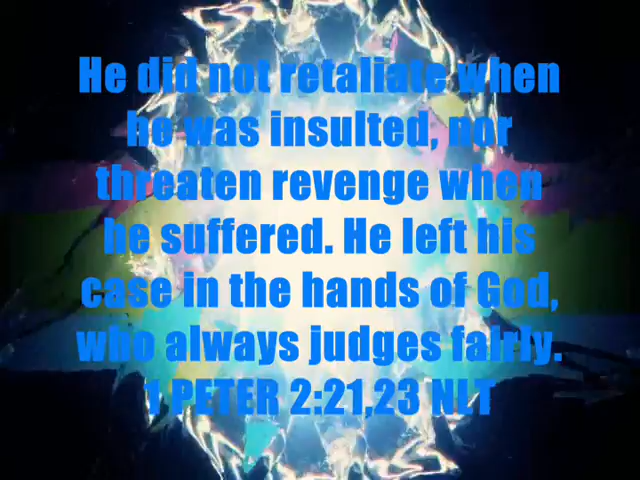 He did not retaliate when
he was insulted, nor
threaten revenge when
he suffered. He left his
case in the hands of God,
who always judges fairly.
1 PETER 2:21,23 NLT